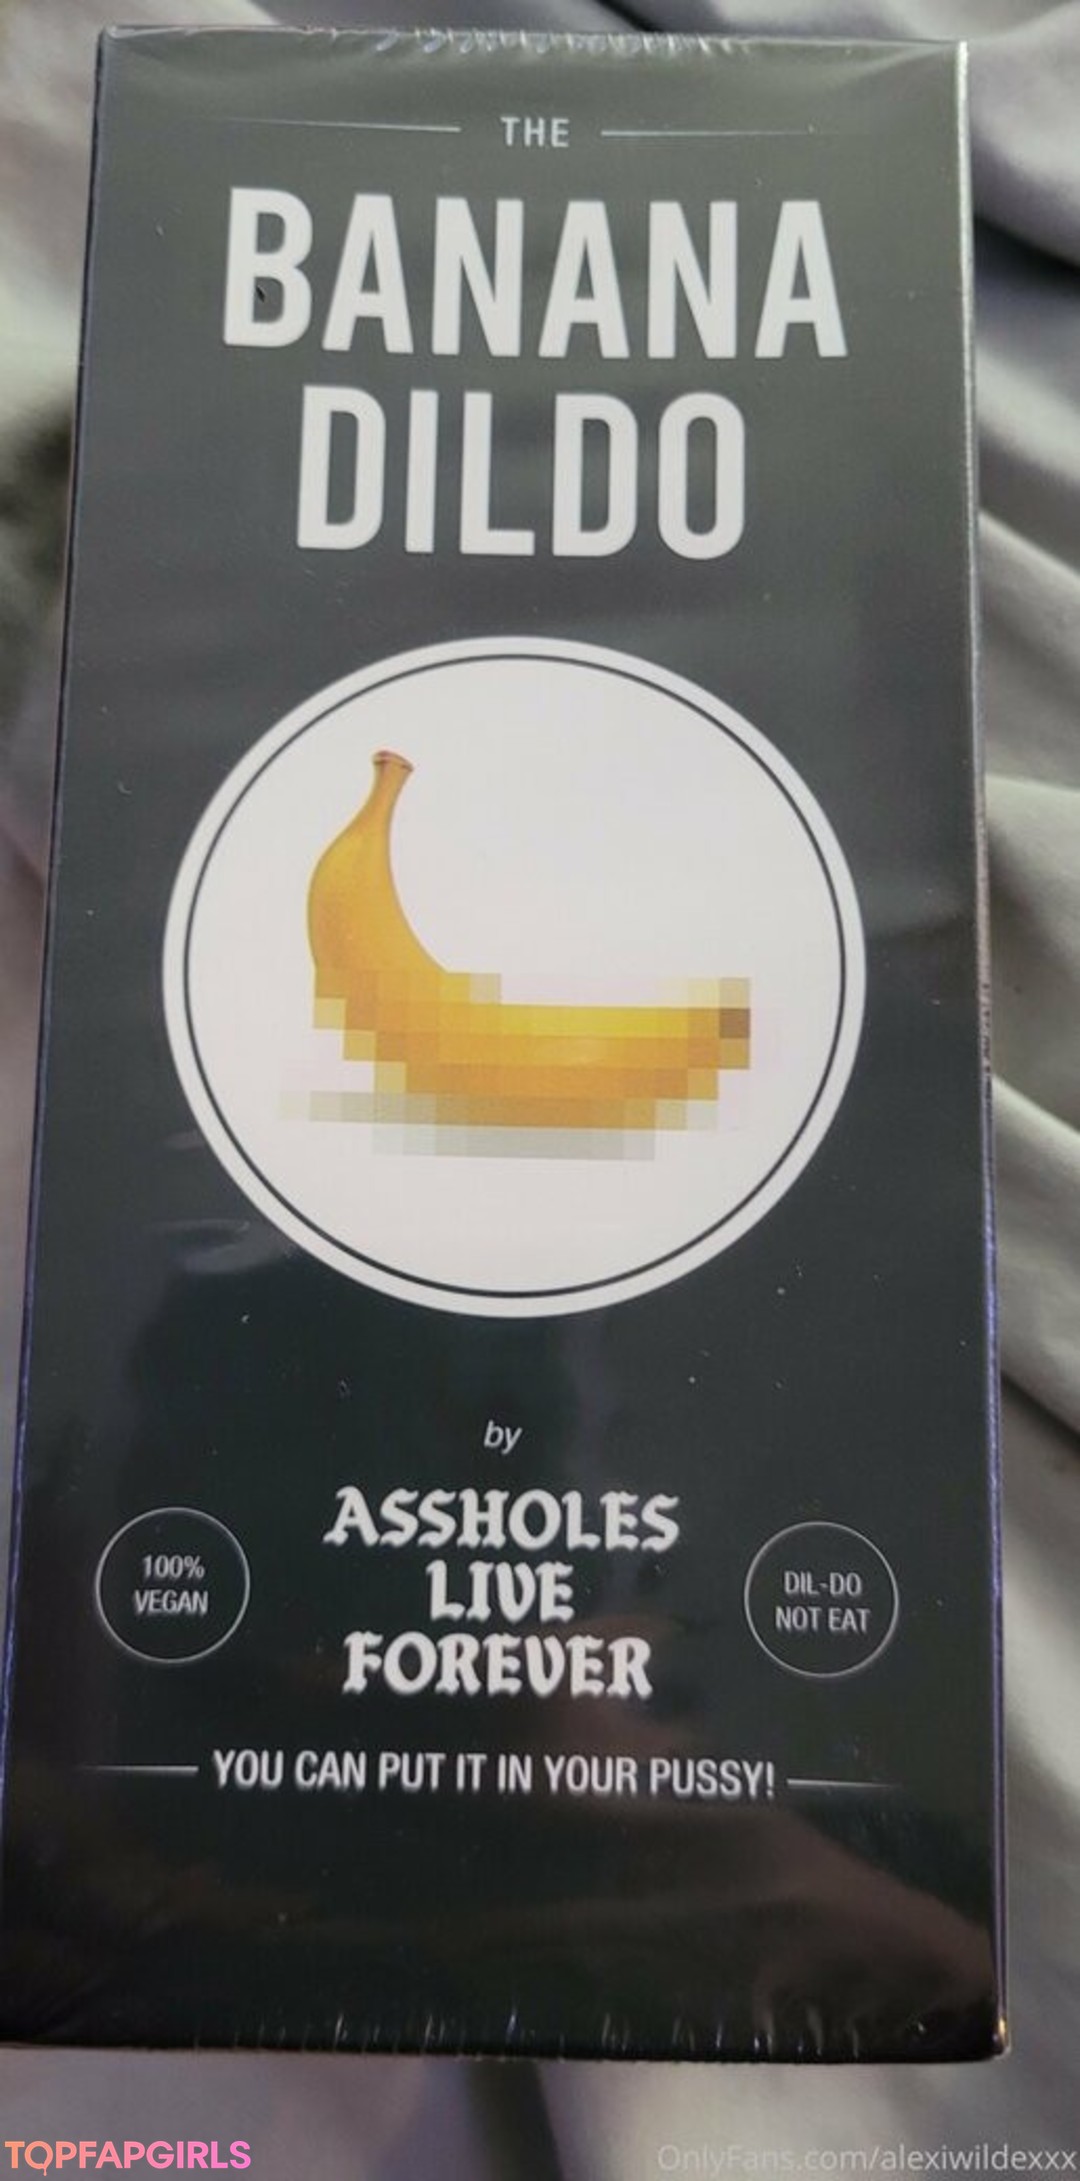 THE
BANANA
DILDO
by
ASSHOLES
LIVE
FOREVER
100%
VEGAN
DIL-DO
NOT EAT
YOU CAN PUT IT IN YOUR PUSSY!
TOPFAPGIRLS
OnlyFans.com/alexiwildexxx